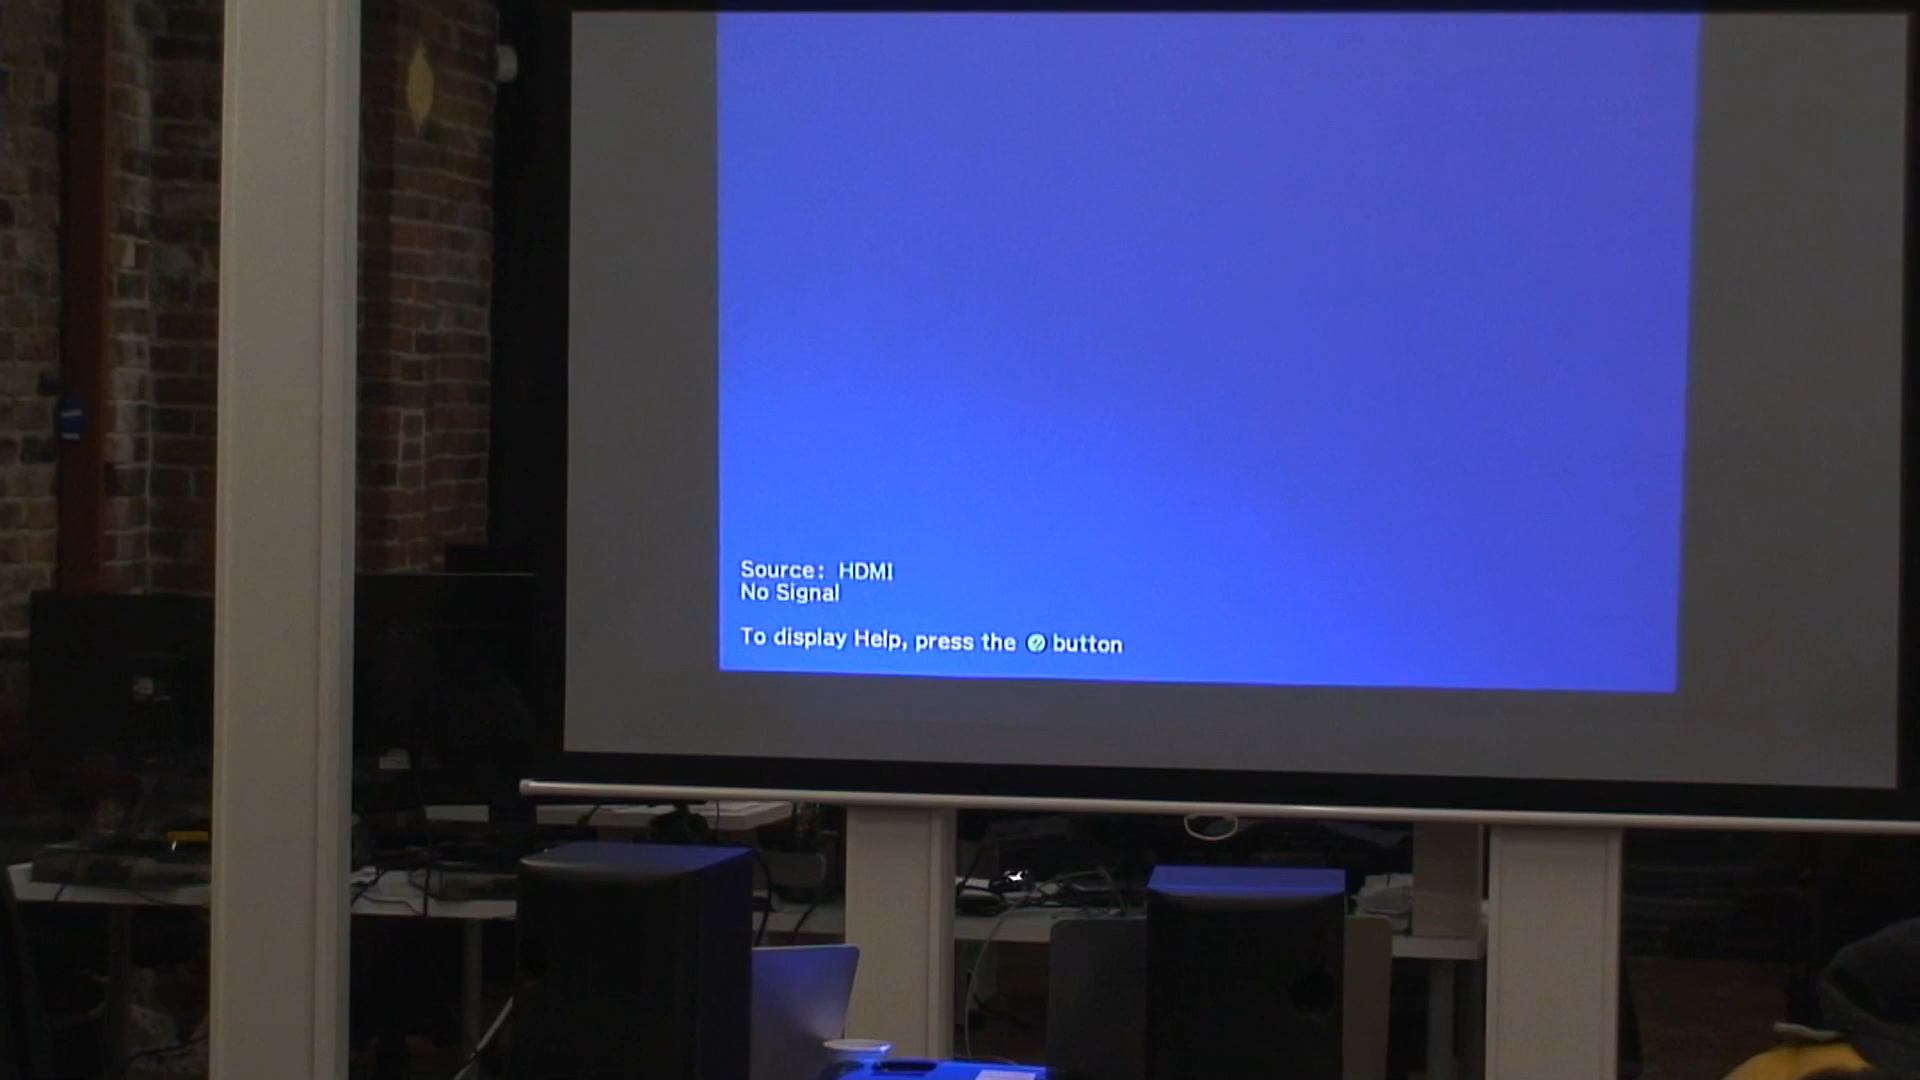 Source: HDMI
No Signal
To display Help, press the ? button